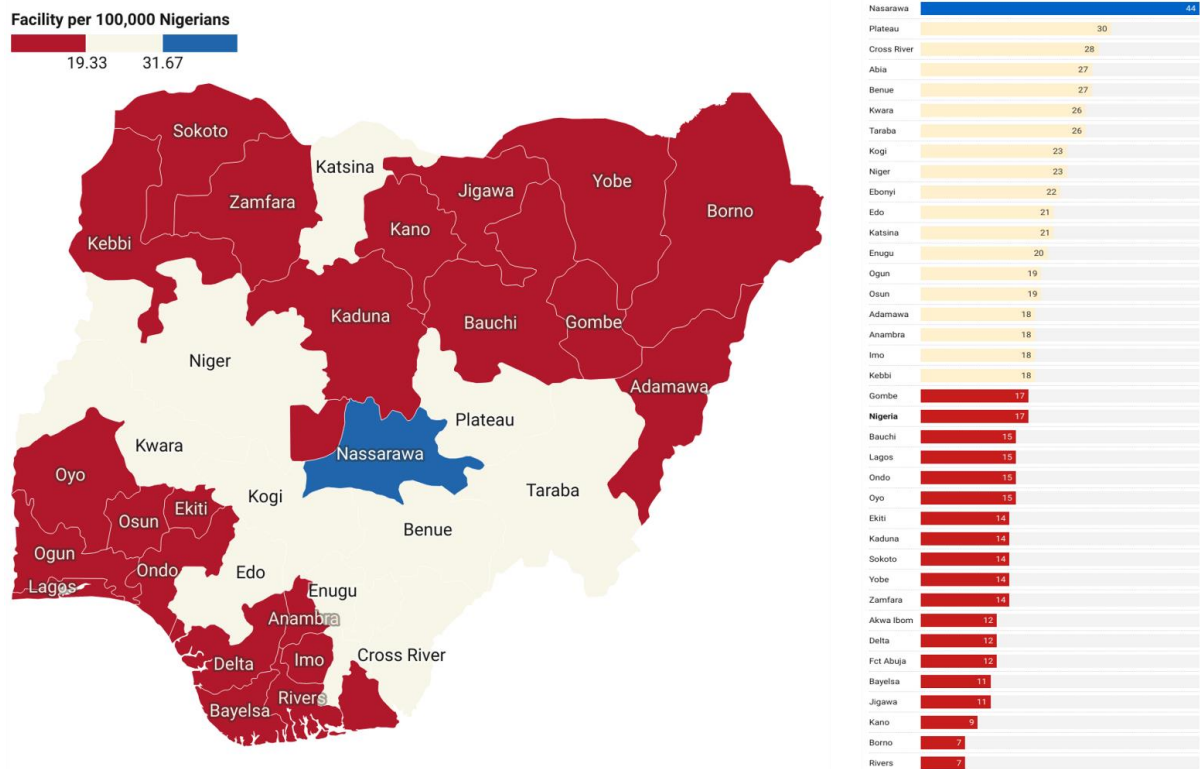 Facility per 100,000 Nigerians
19.33 31.67
Sokoto
Katsina
Zamfara
Jigawa
Yobe
Borno
Kano
Kebbi
Kaduna
Bauchi
Gombe
Niger
Adamawa
Plateau
Kwara
Nassarawa
Oyo
Kogi
Taraba
Ekiti
Osun
Benue
Ogun
Ondo
Edo
Lagos
Enugu
Anambra
Delta
Imo
Cross River
Rivers
Bayelsa
Nasarawa 44
Plateau 30
Cross River 28
Abia 27
Benue 27
Kwara 26
Taraba 26
Kogi 23
Niger 23
Ebonyi 22
Edo 21
Katsina 21
Enugu 20
Ogun 19
Osun 19
Adamawa 18
Anambra 18
Imo 18
Kebbi 18
Gombe 17
Nigeria 17
Bauchi 15
Lagos 15
Ondo 15
Oyo 15
Ekiti 14
Kaduna 14
Sokoto 14
Yobe 14
Zamfara 14
Akwa Ibom 12
Delta 12
Fct Abuja 12
Bayelsa 11
Jigawa 11
Kano 9
Borno 7
Rivers 7